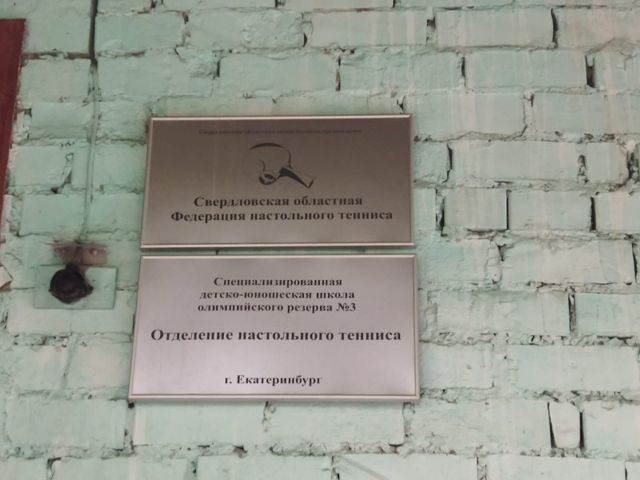 Свердловская областная
Федерация настольного тенниса
Специализированная
детско-юношеская школа
олимпийского резерва №3
Отделение настольного тенниса
г. Екатеринбург